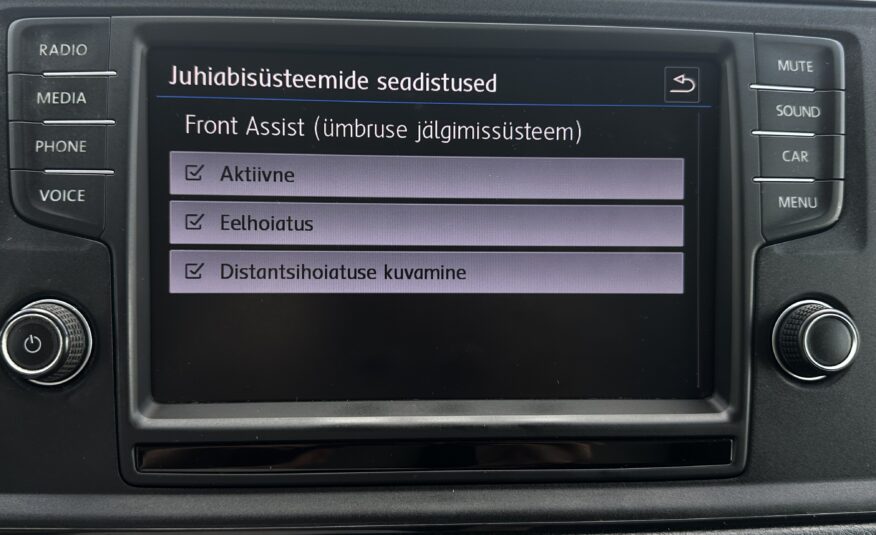 RADIO
MEDIA
PHONE
VOICE
Juhiabisüsteemide seadistused
Front Assist (ümbruse jälgimissüsteem)
Aktiivne
Eelhoiatus
Distantsihoiatuse kuvamine
MUTE
SOUND
CAR
MENU